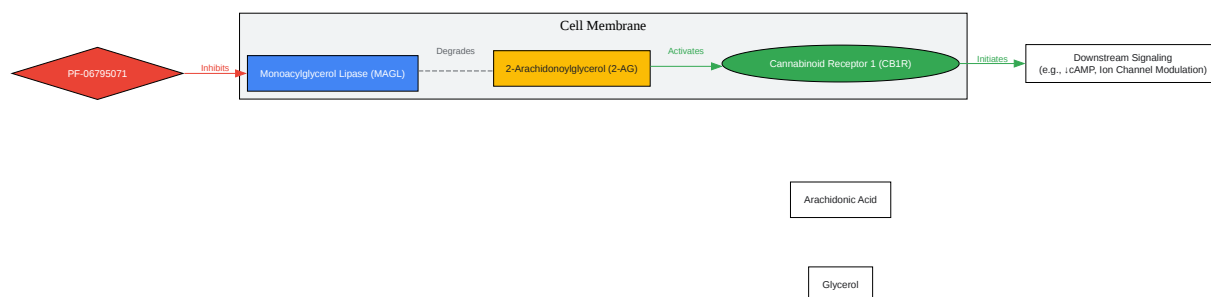 Cell Membrane
PF-06795071
Inhibits
Monoacylglycerol Lipase (MAGL)
Degrades
2-Arachidonoylglycerol (2-AG)
Activates
Cannabinoid Receptor 1 (CB1R)
Initiates
Downstream Signaling
(e.g., ↓cAMP, Ion Channel Modulation)
Arachidonic Acid
Glycerol